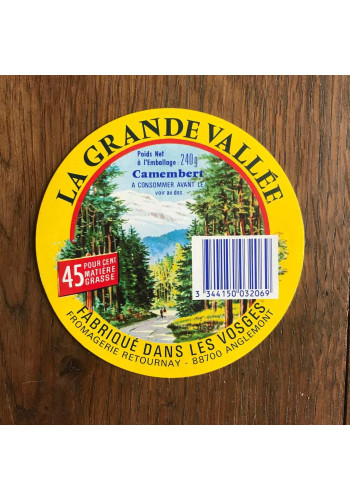 LA GRANDE VALLÉE
Poids Net
à l'Emballage 240g
Camembert
A CONSOMMER AVANT LE
voir au dos
45 POUR CENT
MATIÈRE
GRASSE
3 344150 032069
FABRIQUÉ DANS LES VOSGES
FROMAGERIE RETOURNAY - 88700 ANGLEMONT